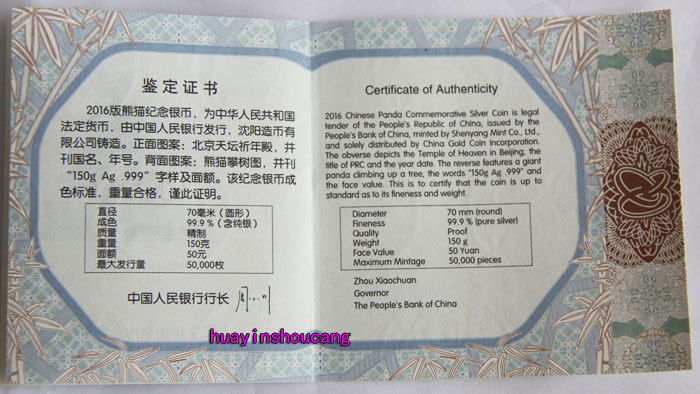 鉴定证书
2016版熊猫纪念银币，为中华人民共和国
法定货币，由中国人民银行发行，沈阳造币有
限公司铸造。正面图案：北京天坛祈年殿，并
刊国名、年号。背面图案：熊猫攀树图，并刊
“150g Ag .999”字样及面额。该纪念银币成
色标准，重量合格，谨此证明。
直径 70毫米（圆形）
成色 99.9%（含纯银）
质量 精制
重量 150克
面额 50元
最大发行量 50,000枚
中国人民银行行长
Certificate of Authenticity
2016 Chinese Panda Commemorative Silver Coin is legal
tender of the People's Republic of China, issued by the
People's Bank of China, minted by Shenyang Mint Co., Ltd.,
and solely distributed by China Gold Coin Incorporation.
The obverse depicts the Temple of Heaven in Beijing, the
title of PRC and the year date. The reverse features a giant
panda climbing up a tree, the words "150g Ag .999" and
the face value. This is to certify that the coin is up to
standard as to its fineness and weight.
Diameter 70 mm (round)
Fineness 99.9 % (pure silver)
Quality Proof
Weight 150 g
Face Value 50 Yuan
Maximum Mintage 50,000 pieces
Zhou Xiaochuan
Governor
The People's Bank of China
huayinshoucang